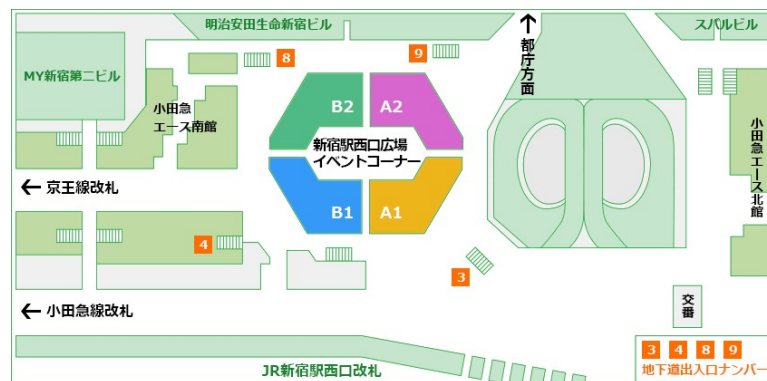 明治安田生命新宿ビル
スバルビル
都庁方面
MY新宿第二ビル
8
9
小田急
エース南館
B2
A2
新宿駅西口広場
イベントコーナー
小田急エース北館
京王線改札
B1
A1
4
3
小田急線改札
交番
3 4 8 9
地下道出入口ナンバー
JR新宿駅西口改札